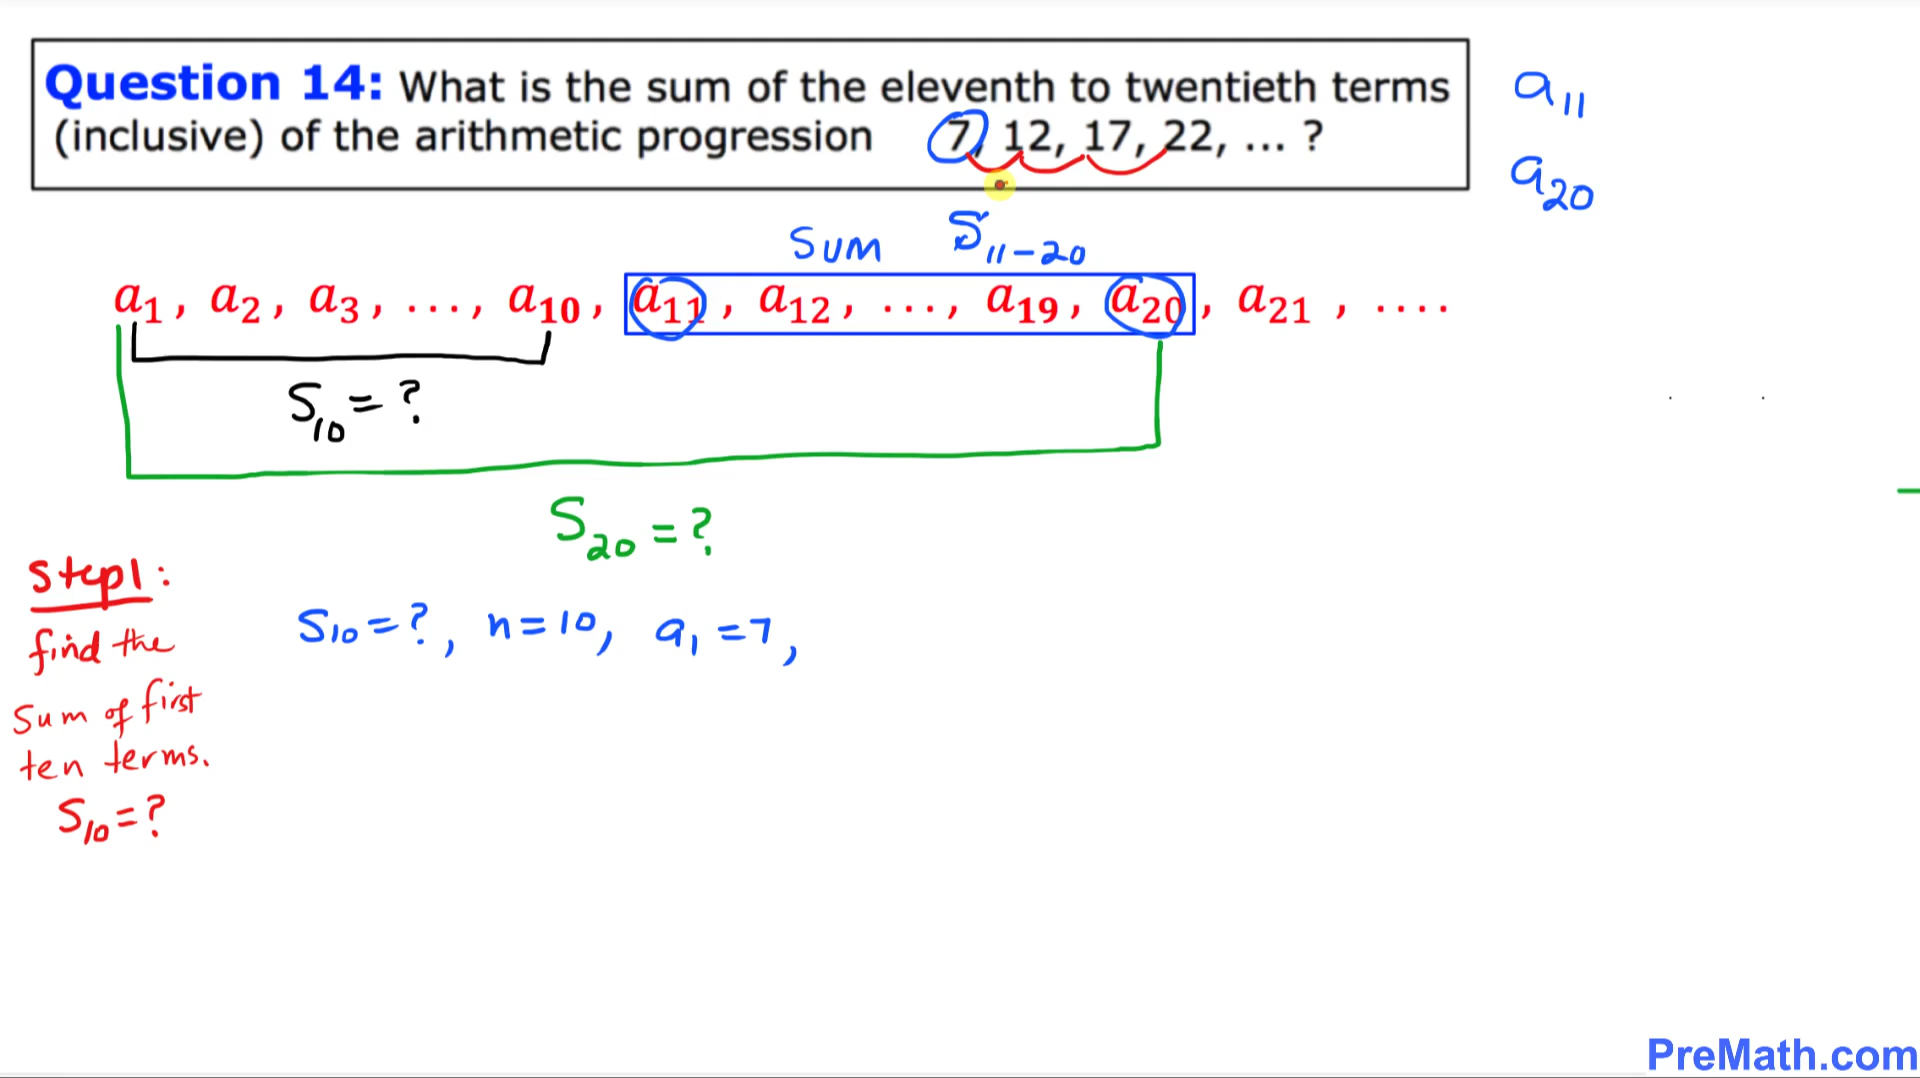 Question 14: What is the sum of the eleventh to twentieth terms
(inclusive) of the arithmetic progression 7, 12, 17, 22, ... ?
a₁₁
a₂₀
Sum S₁₁₋₂₀
a₁, a₂, a₃, ..., a₁₀, a₁₁, a₁₂, ..., a₁₉, a₂₀, a₂₁, ....
S₁₀ = ?
S₂₀ = ?
Step1:
find the
Sum of first
ten terms.
S₁₀ = ?
S₁₀ = ?, n = 10, a₁ = 7,
PreMath.com